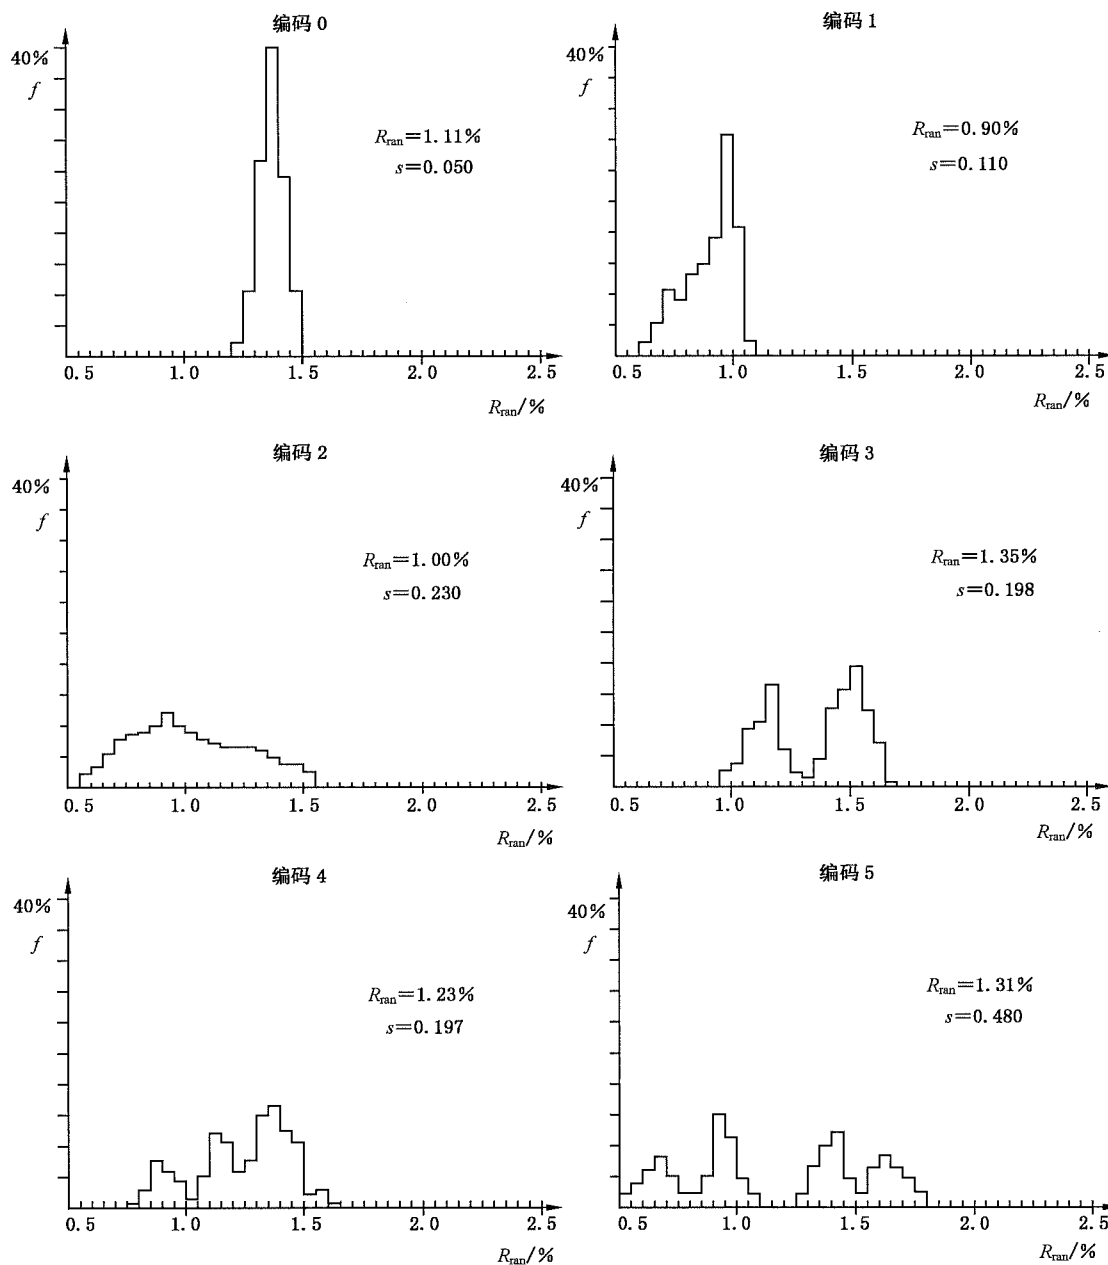 编码 0
40%
f
Rran=1.11%
s=0.050
0.5 1.0 1.5 2.0 2.5
Rran/%
编码 1
40%
f
Rran=0.90%
s=0.110
0.5 1.0 1.5 2.0 2.5
Rran/%
编码 2
40%
f
Rran=1.00%
s=0.230
0.5 1.0 1.5 2.0 2.5
Rran/%
编码 3
40%
f
Rran=1.35%
s=0.198
0.5 1.0 1.5 2.0 2.5
Rran/%
编码 4
40%
f
Rran=1.23%
s=0.197
0.5 1.0 1.5 2.0 2.5
Rran/%
编码 5
40%
f
Rran=1.31%
s=0.480
0.5 1.0 1.5 2.0 2.5
Rran/%